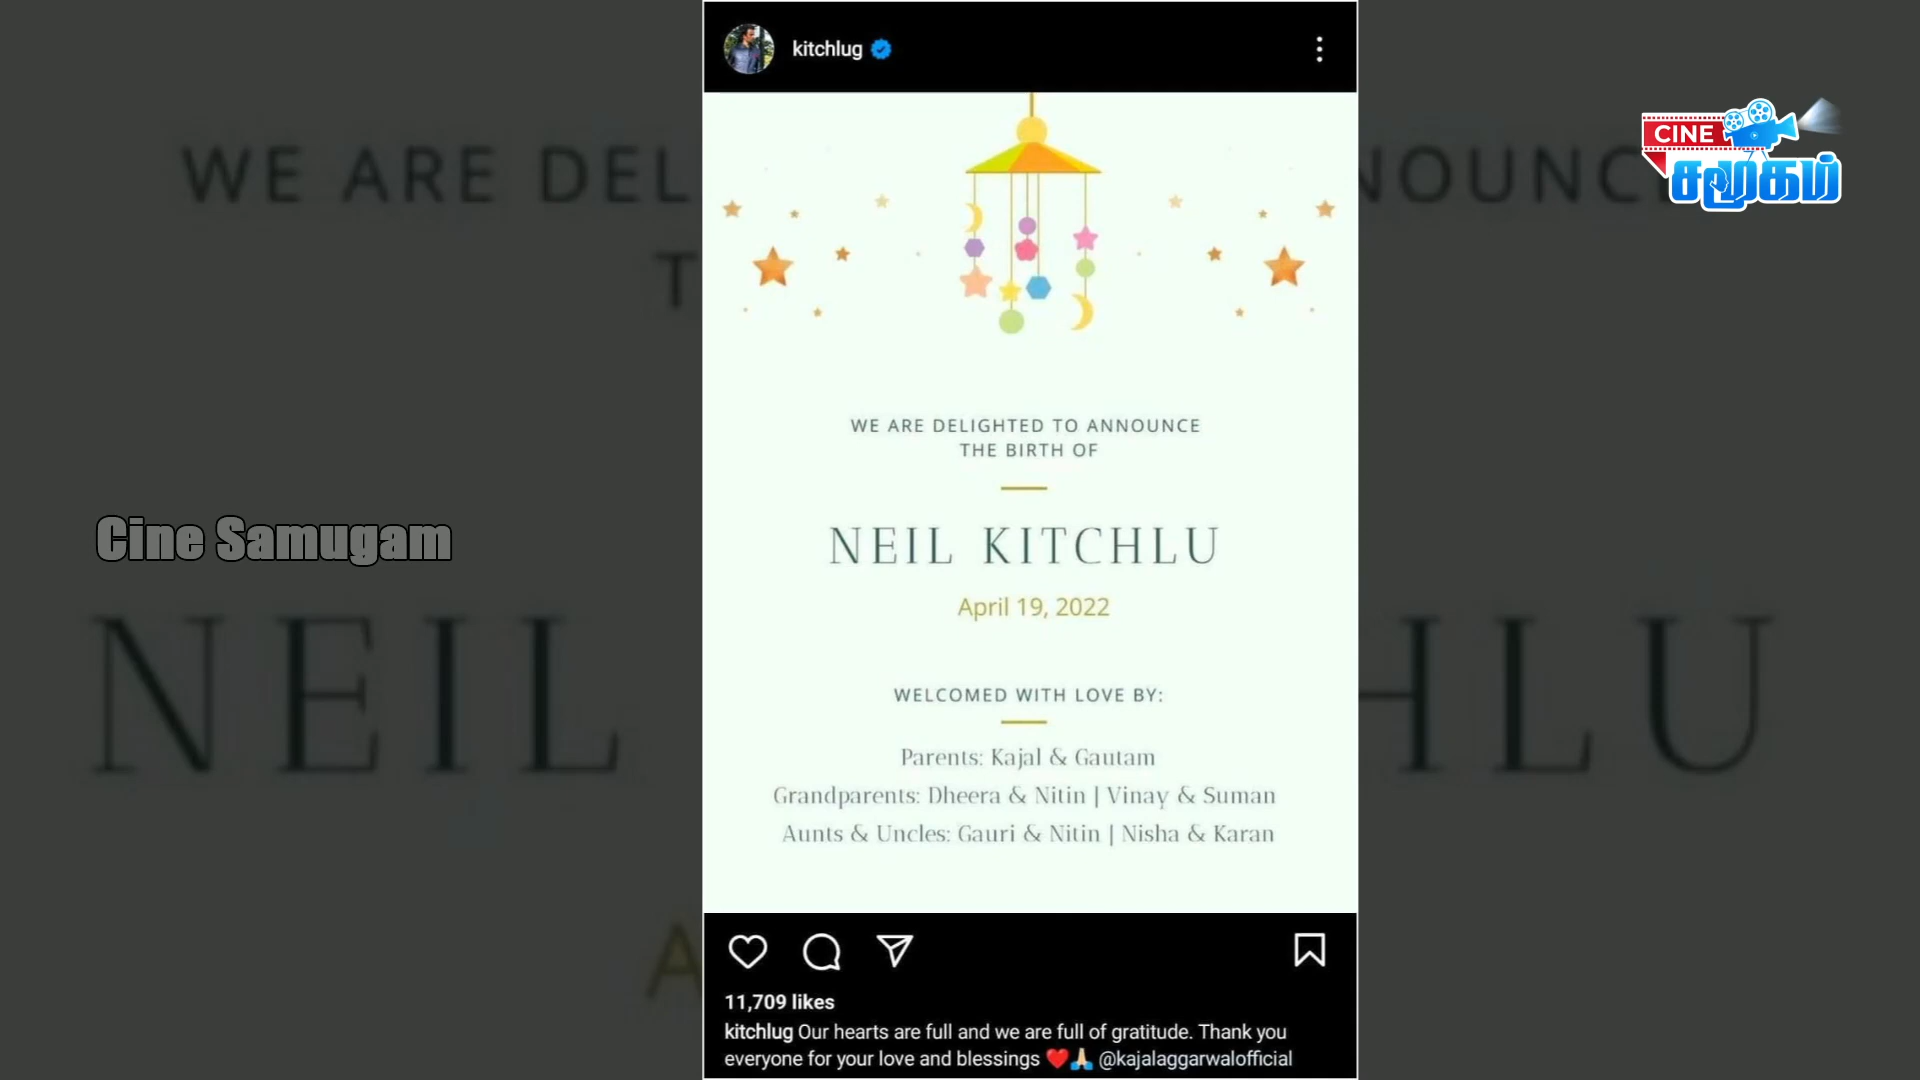 kitchlug
CINE
சமூகம்
WE ARE DELIGHTED TO ANNOUNCE
THE BIRTH OF
NEIL KITCHLU
April 19, 2022
WELCOMED WITH LOVE BY:
Parents: Kajal & Gautam
Grandparents: Dheera & Nitin | Vinay & Suman
Aunts & Uncles: Gauri & Nitin | Nisha & Karan
11,709 likes
kitchlug Our hearts are full and we are full of gratitude. Thank you
everyone for your love and blessings ❤️🙏🏼 @kajalaggarwalofficial
Cine Samugam
WE ARE DEL
NOUNC
T
NEIL
HLU
A